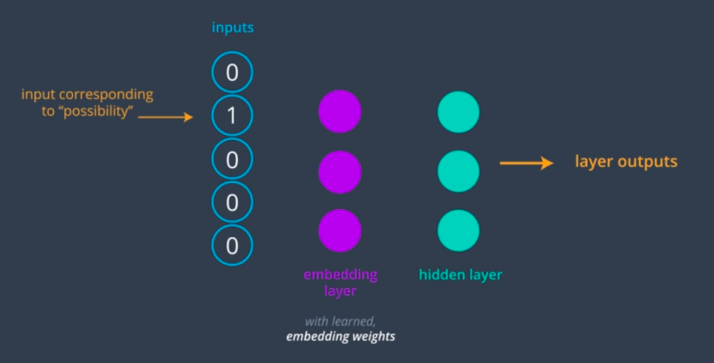 inputs
0
input corresponding
to “possibility”
1
0
0
0
layer outputs
embedding
layer
hidden layer
with learned,
embedding weights